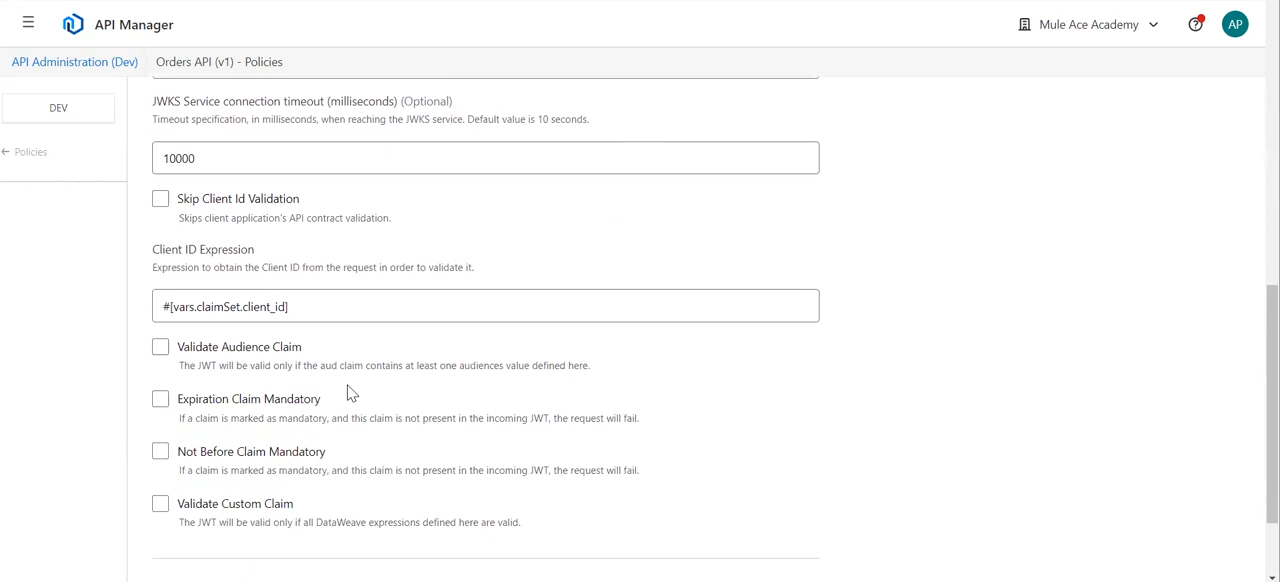 API Manager
Mule Ace Academy
AP
API Administration (Dev)
Orders API (v1) - Policies
DEV
Policies
JWKS Service connection timeout (milliseconds) (Optional)
Timeout specification, in milliseconds, when reaching the JWKS service. Default value is 10 seconds.
10000
Skip Client Id Validation
Skips client application's API contract validation.
Client ID Expression
Expression to obtain the Client ID from the request in order to validate it.
#[vars.claimSet.client_id]
Validate Audience Claim
The JWT will be valid only if the aud claim contains at least one audiences value defined here.
Expiration Claim Mandatory
If a claim is marked as mandatory, and this claim is not present in the incoming JWT, the request will fail.
Not Before Claim Mandatory
If a claim is marked as mandatory, and this claim is not present in the incoming JWT, the request will fail.
Validate Custom Claim
The JWT will be valid only if all DataWeave expressions defined here are valid.